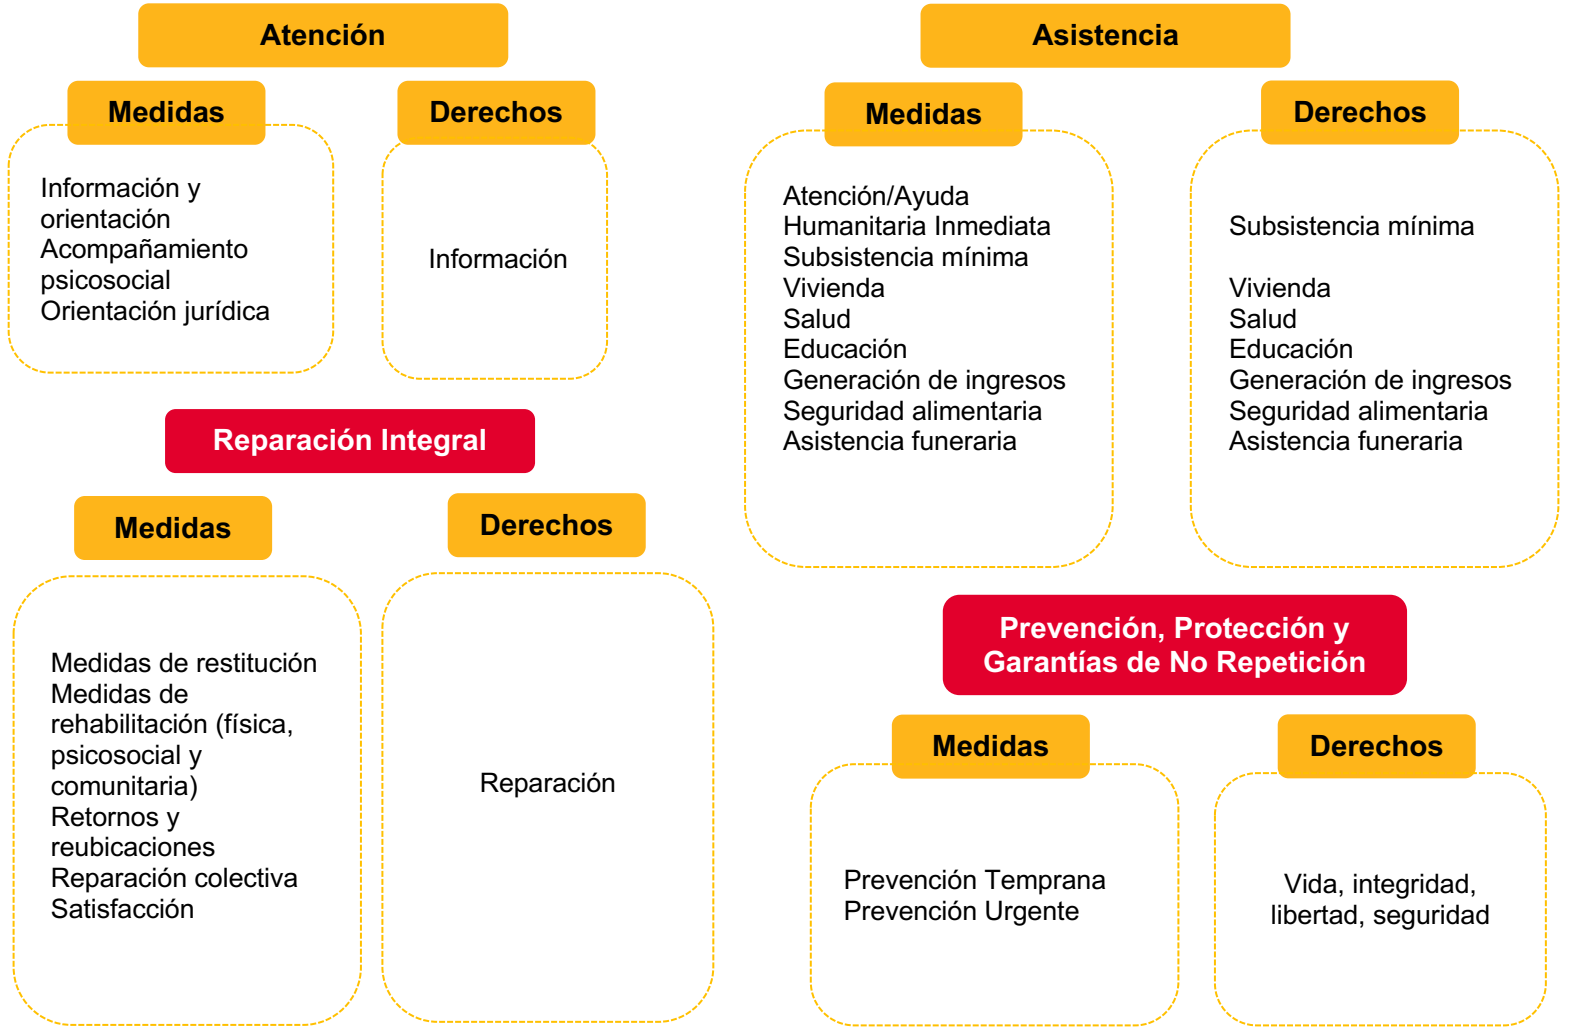 Atención
Medidas
Información y
orientación
Acompañamiento
psicosocial
Orientación jurídica
Derechos
Información
Asistencia
Medidas
Atención/Ayuda
Humanitaria Inmediata
Subsistencia mínima
Vivienda
Salud
Educación
Generación de ingresos
Seguridad alimentaria
Asistencia funeraria
Derechos
Subsistencia mínima
Vivienda
Salud
Educación
Generación de ingresos
Seguridad alimentaria
Asistencia funeraria
Reparación Integral
Medidas
Medidas de restitución
Medidas de
rehabilitación (física,
psicosocial y
comunitaria)
Retornos y
reubicaciones
Reparación colectiva
Satisfacción
Derechos
Reparación
Prevención, Protección y
Garantías de No Repetición
Medidas
Prevención Temprana
Prevención Urgente
Derechos
Vida, integridad,
libertad, seguridad